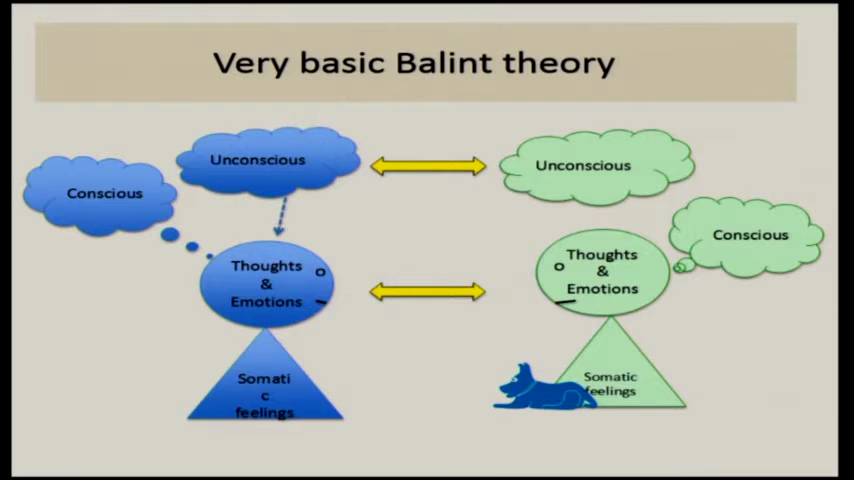 Very basic Balint theory
Conscious
Unconscious
Unconscious
Conscious
Thoughts
&
Emotions
Thoughts
&
Emotions
Somati
c
feelings
Somatic
feelings